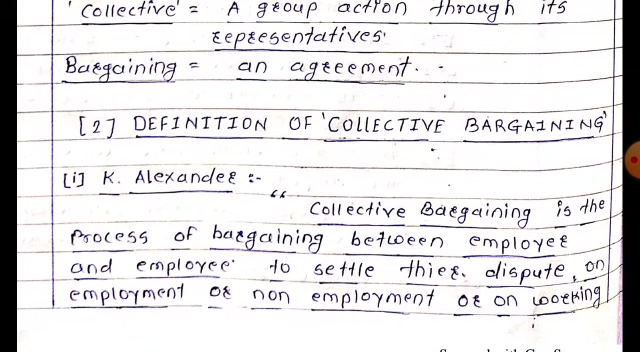 'Collective' = A group action through its
representatives.
Bargaining = an agreement.
[2] DEFINITION OF 'COLLECTIVE BARGAINING'
[i] K. Alexander :-
“ Collective Bargaining is the
Process of bargaining between employer
and employee to settle thier dispute, on
employment or non employment or on working